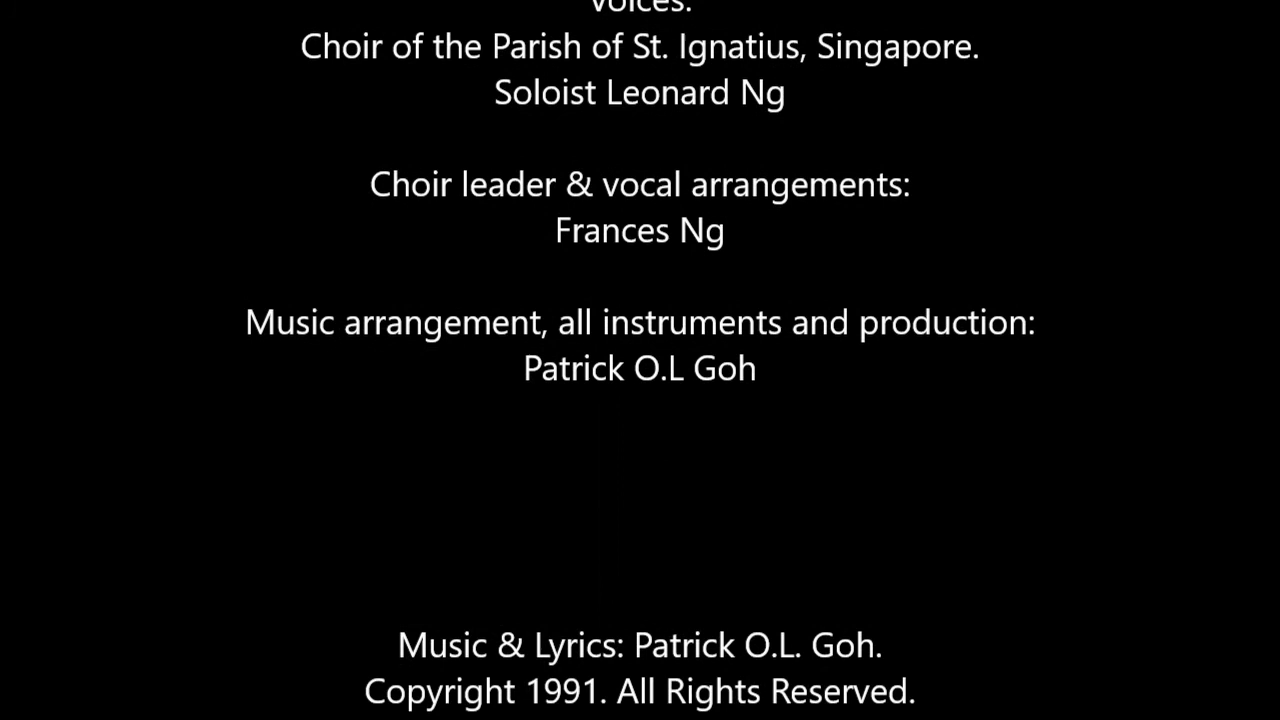 Voices:
Choir of the Parish of St. Ignatius, Singapore.
Soloist Leonard Ng
Choir leader & vocal arrangements:
Frances Ng
Music arrangement, all instruments and production:
Patrick O.L Goh
Music & Lyrics: Patrick O.L. Goh.
Copyright 1991. All Rights Reserved.